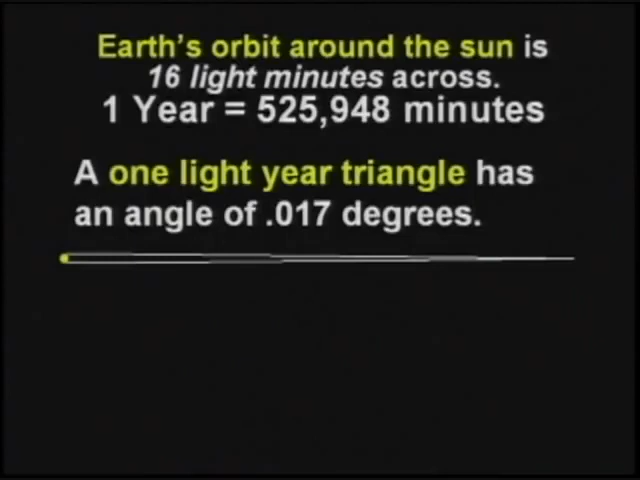 Earth's orbit around the sun is
16 light minutes across.
1 Year = 525,948 minutes
A one light year triangle has
an angle of .017 degrees.